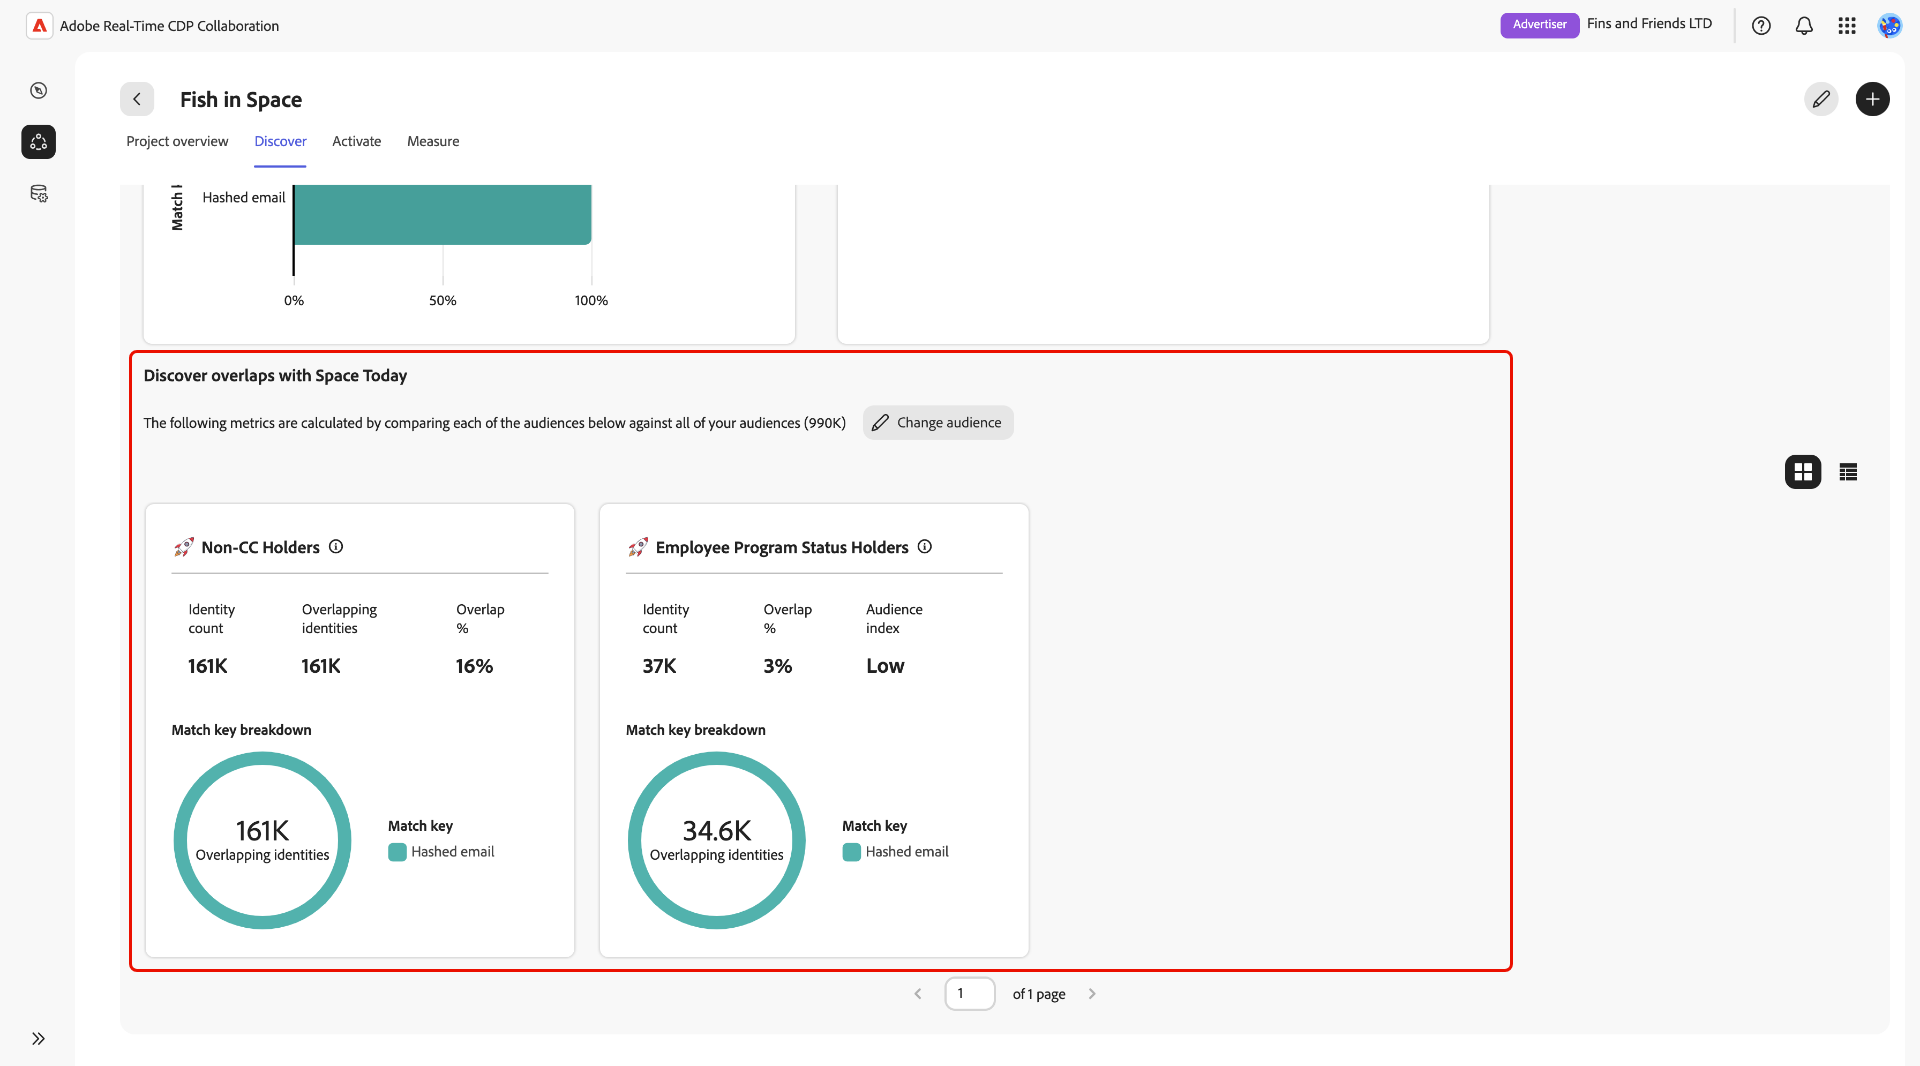 Adobe Real-Time CDP Collaboration
Advertiser
Fins and Friends LTD
Fish in Space
Project overview
Discover
Activate
Measure
Hashed email
0%
50%
100%
Discover overlaps with Space Today
The following metrics are calculated by comparing each of the audiences below against all of your audiences (990K)
Change audience
Non-CC Holders
Identity
count
Overlapping
identities
Overlap
%
161K
161K
16%
Match key breakdown
161K
Overlapping identities
Match key
Hashed email
Employee Program Status Holders
Identity
count
Overlap
%
Audience
index
37K
3%
Low
Match key breakdown
34.6K
Overlapping identities
Match key
Hashed email
1
of 1 page